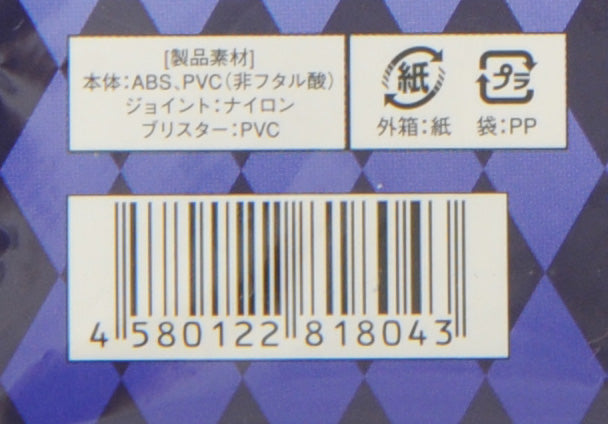 [製品素材]
本体:ABS、PVC(非フタル酸)
ジョイント:ナイロン
ブリスター:PVC
紙
プラ
外箱:紙 袋:PP
4 580122 818043